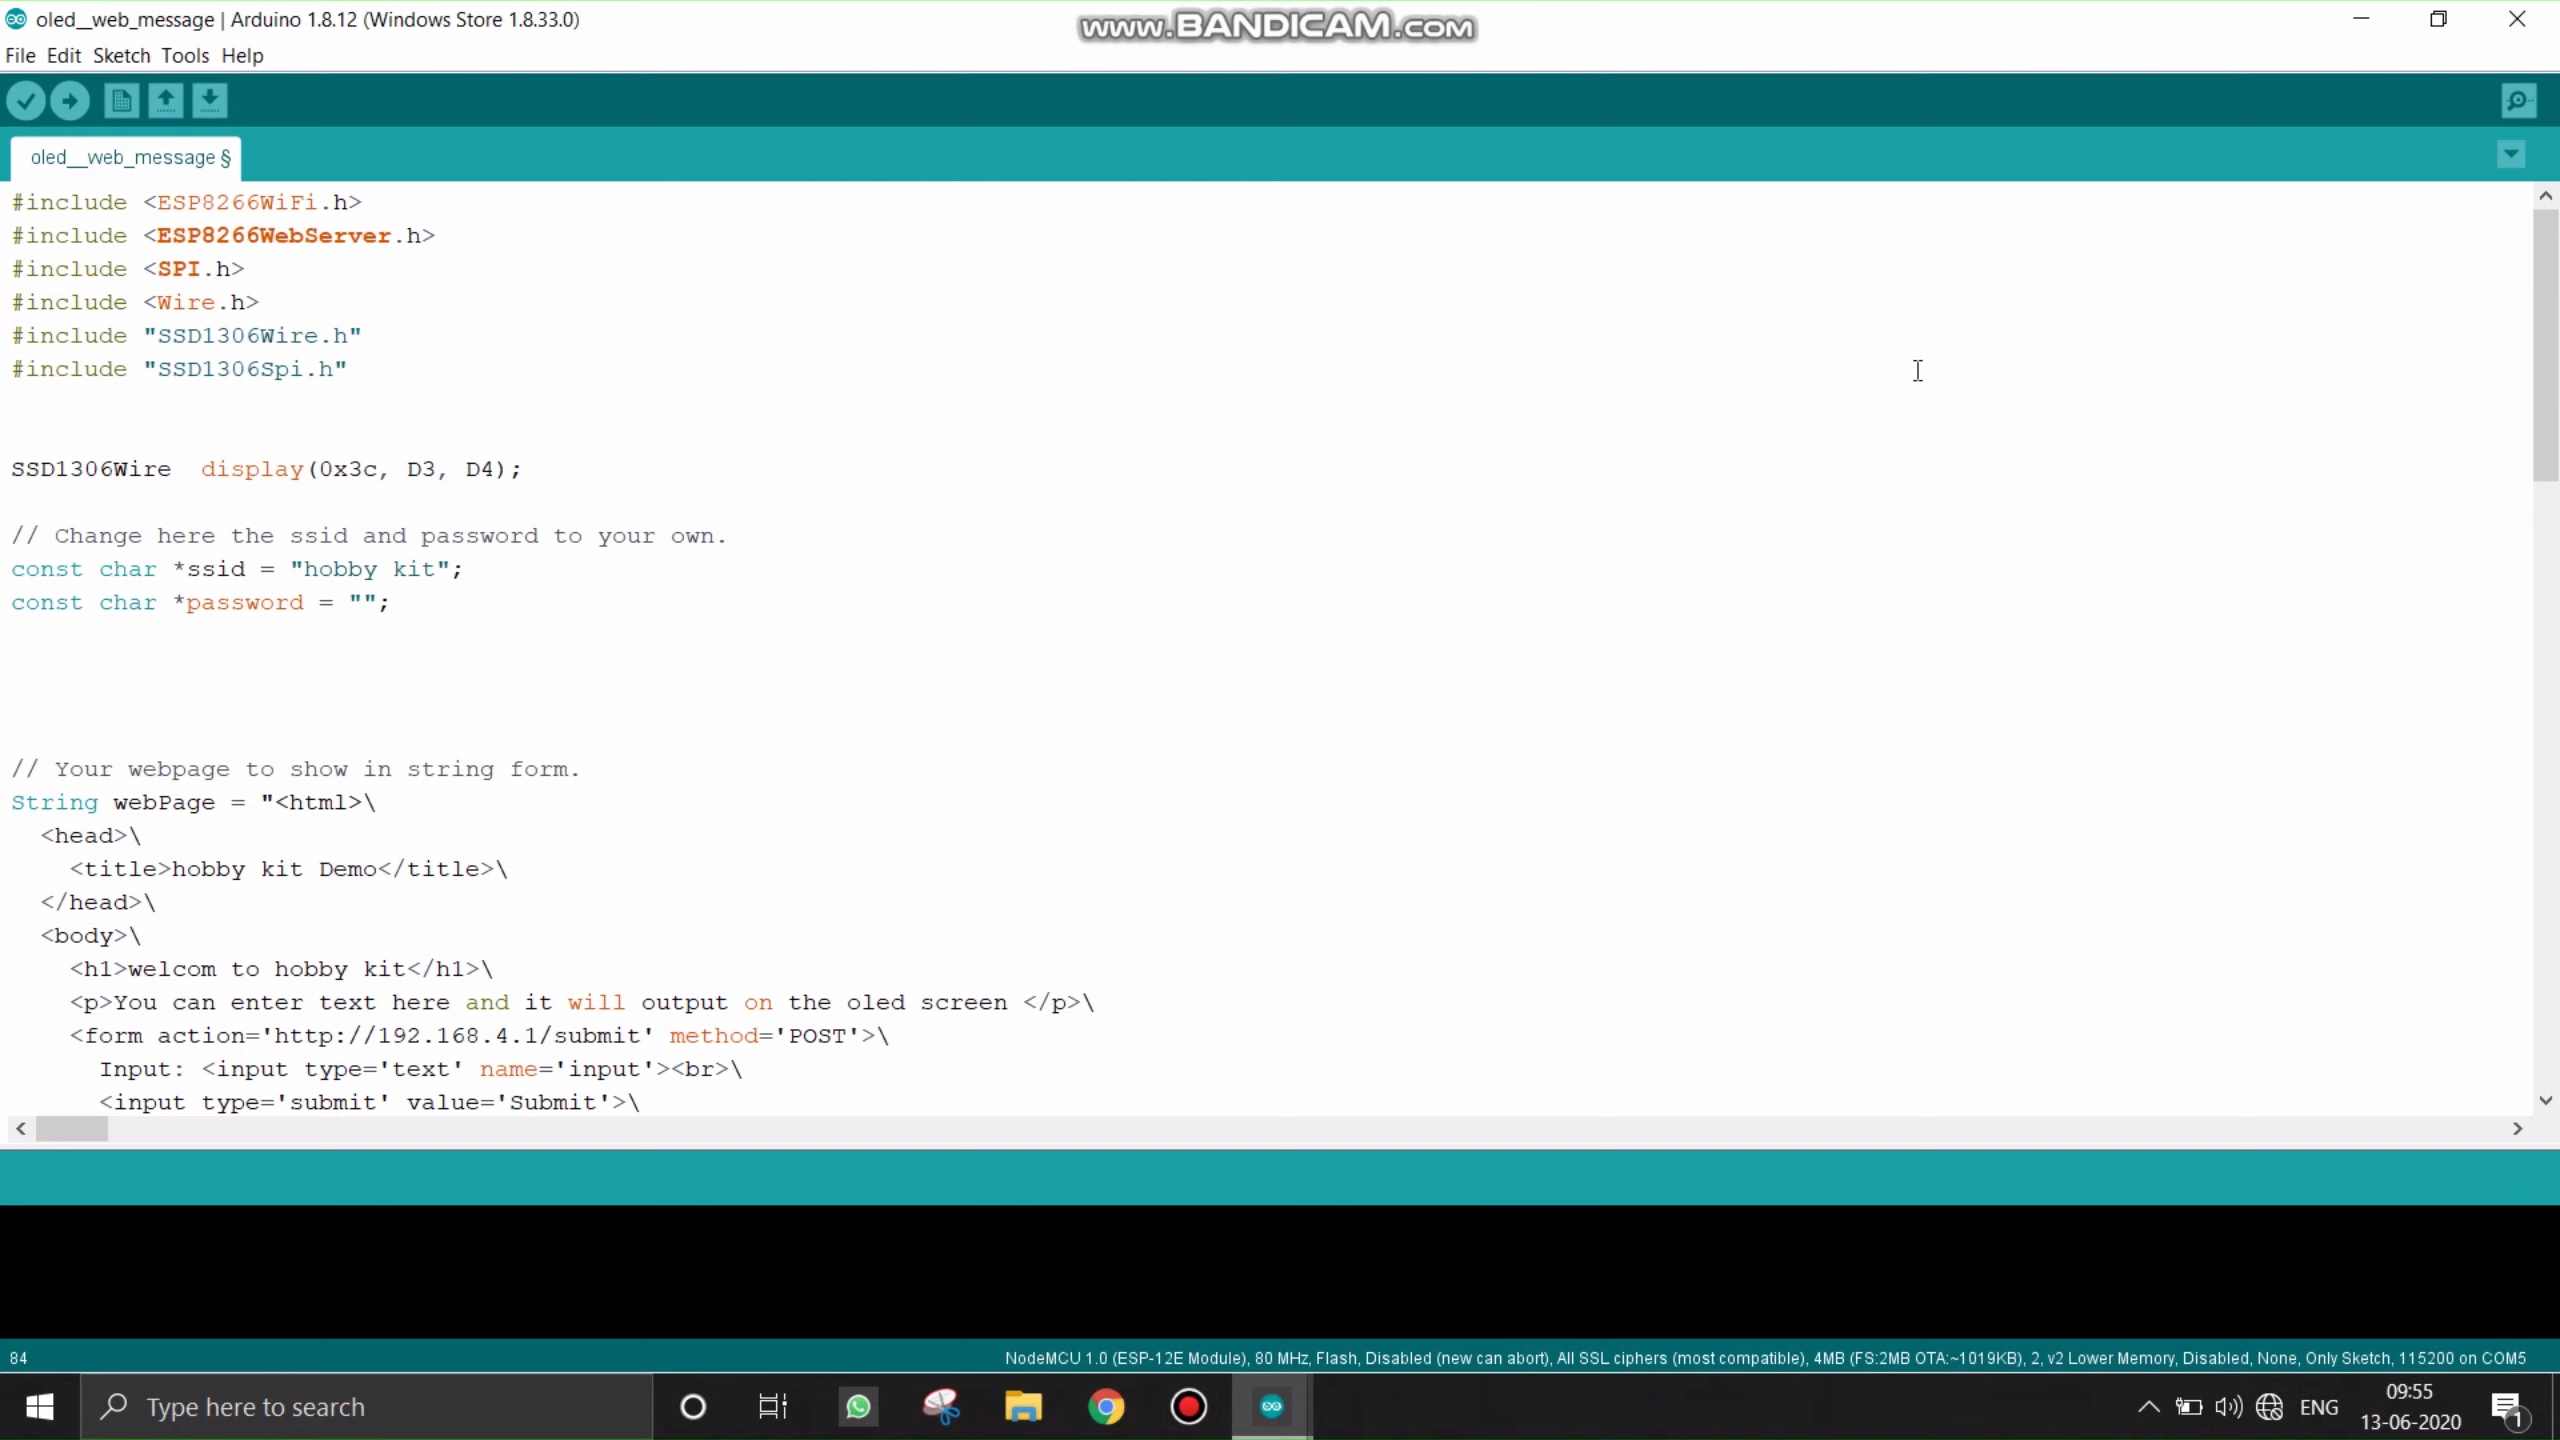 oled__web_message | Arduino 1.8.12 (Windows Store 1.8.33.0)
www.BANDICAM.com
File Edit Sketch Tools Help
oled__web_message §
#include <ESP8266WiFi.h>
#include <ESP8266WebServer.h>
#include <SPI.h>
#include <Wire.h>
#include "SSD1306Wire.h"
#include "SSD1306Spi.h"
SSD1306Wire  display(0x3c, D3, D4);
// Change here the ssid and password to your own.
const char *ssid = "hobby kit";
const char *password = "";
// Your webpage to show in string form.
String webPage = "<html>\
  <head>\
    <title>hobby kit Demo</title>\
  </head>\
  <body>\
    <h1>welcom to hobby kit</h1>\
    <p>You can enter text here and it will output on the oled screen </p>\
    <form action='http://192.168.4.1/submit' method='POST'>\
      Input: <input type='text' name='input'><br>\
      <input type='submit' value='Submit'>\
84
NodeMCU 1.0 (ESP-12E Module), 80 MHz, Flash, Disabled (new can abort), All SSL ciphers (most compatible), 4MB (FS:2MB OTA:~1019KB), 2, v2 Lower Memory, Disabled, None, Only Sketch, 115200 on COM5
Type here to search
ENG
09:55
13-06-2020
1